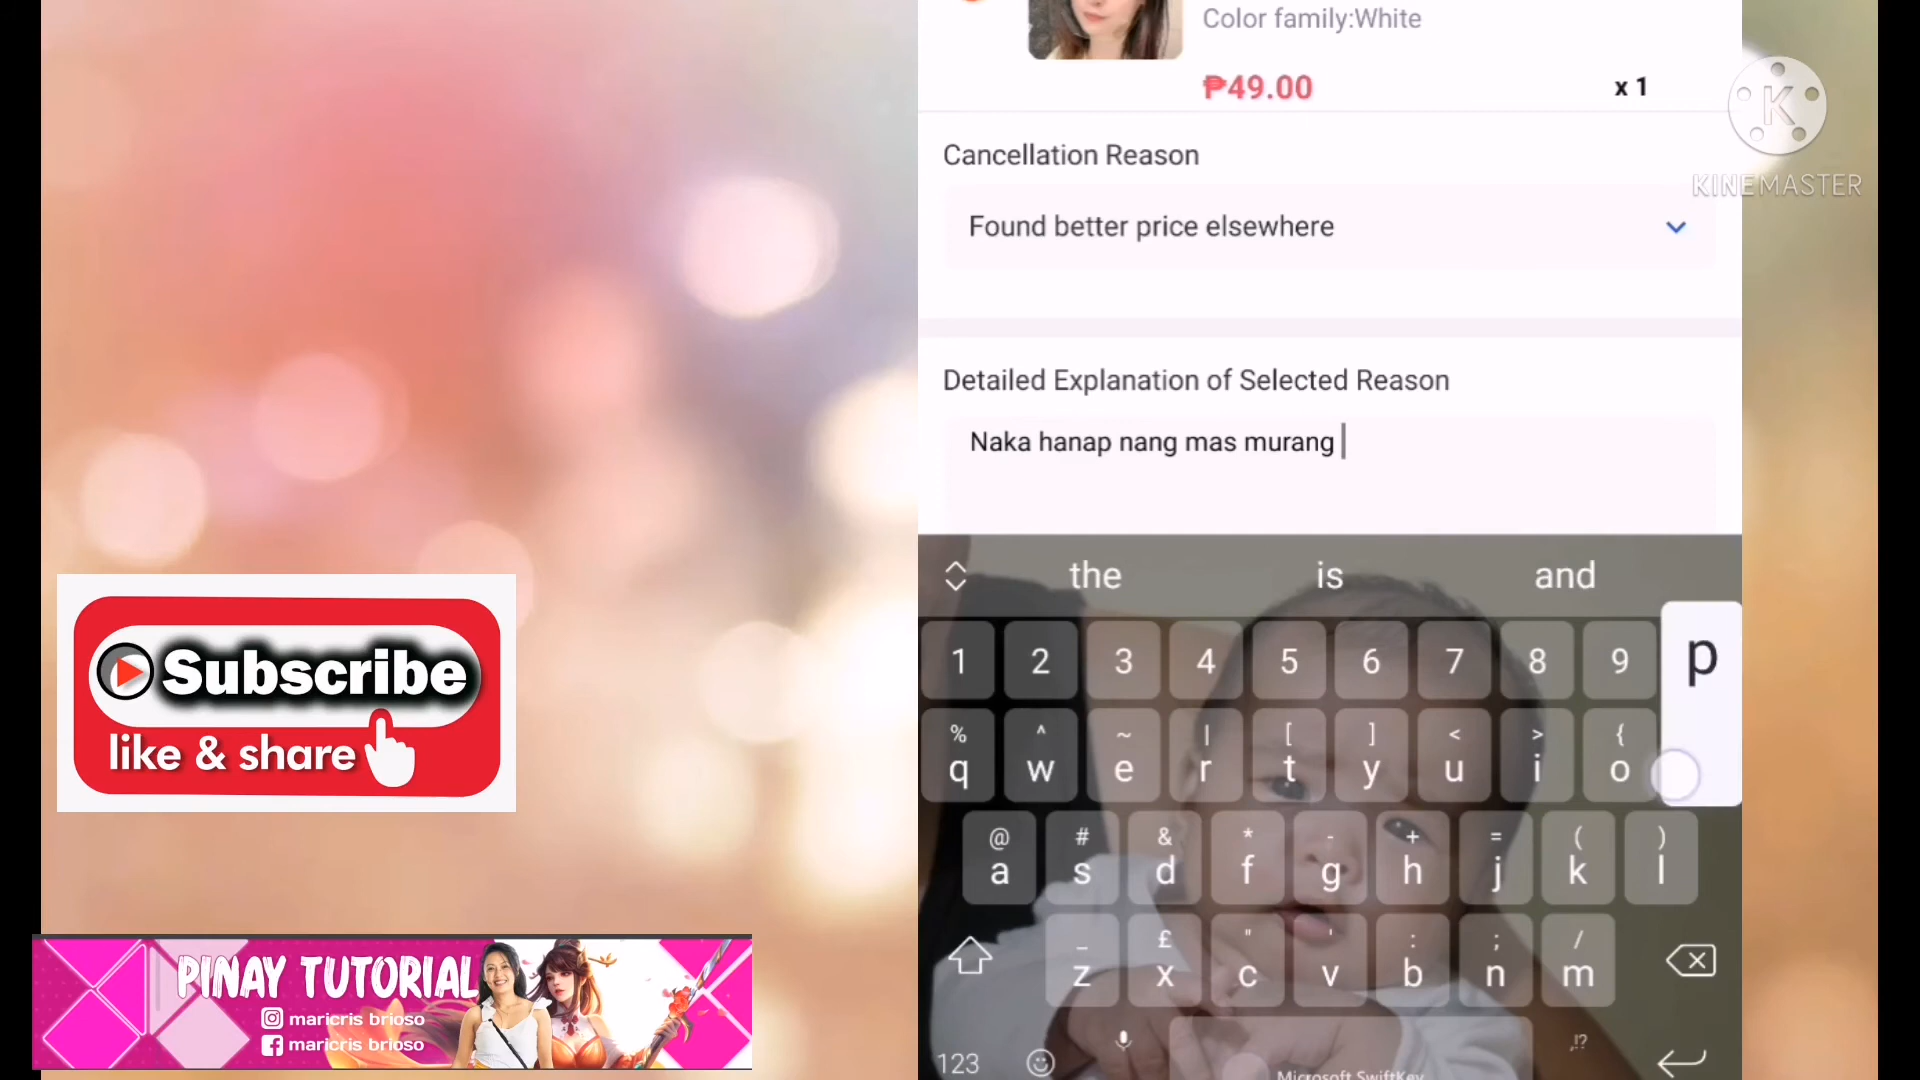 Color family:White
₱49.00
x 1
K
KINEMASTER
Cancellation Reason
Found better price elsewhere
Detailed Explanation of Selected Reason
Naka hanap nang mas murang
the is and
1 2 3 4 5 6 7 8 9 p
% ^ ~ | [ ] < > {
q w e r t y u i o
@ # & * - + = ( )
a s d f g h j k l
_ £ " ' : ; /
z x c v b n m
,!?
123
Microsoft SwiftKey
Subscribe
like & share
PINAY TUTORIAL
maricris brioso
maricris brioso